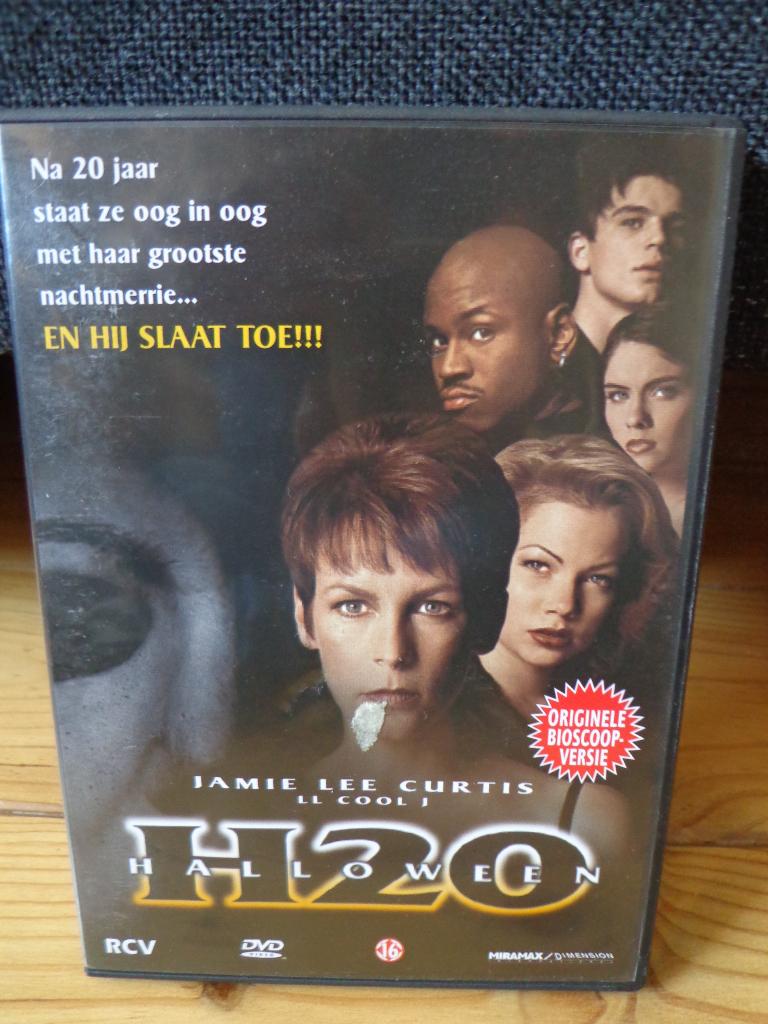 Na 20 jaar
staat ze oog in oog
met haar grootste
nachtmerrie...
EN HIJ SLAAT TOE!!!
ORIGINELE
BIOSCOOP-
VERSIE
JAMIE LEE CURTIS
LL COOL J
H20
HALLOWEEN
RCV
DVD
VIDEO
16
MIRAMAX/DIMENSION